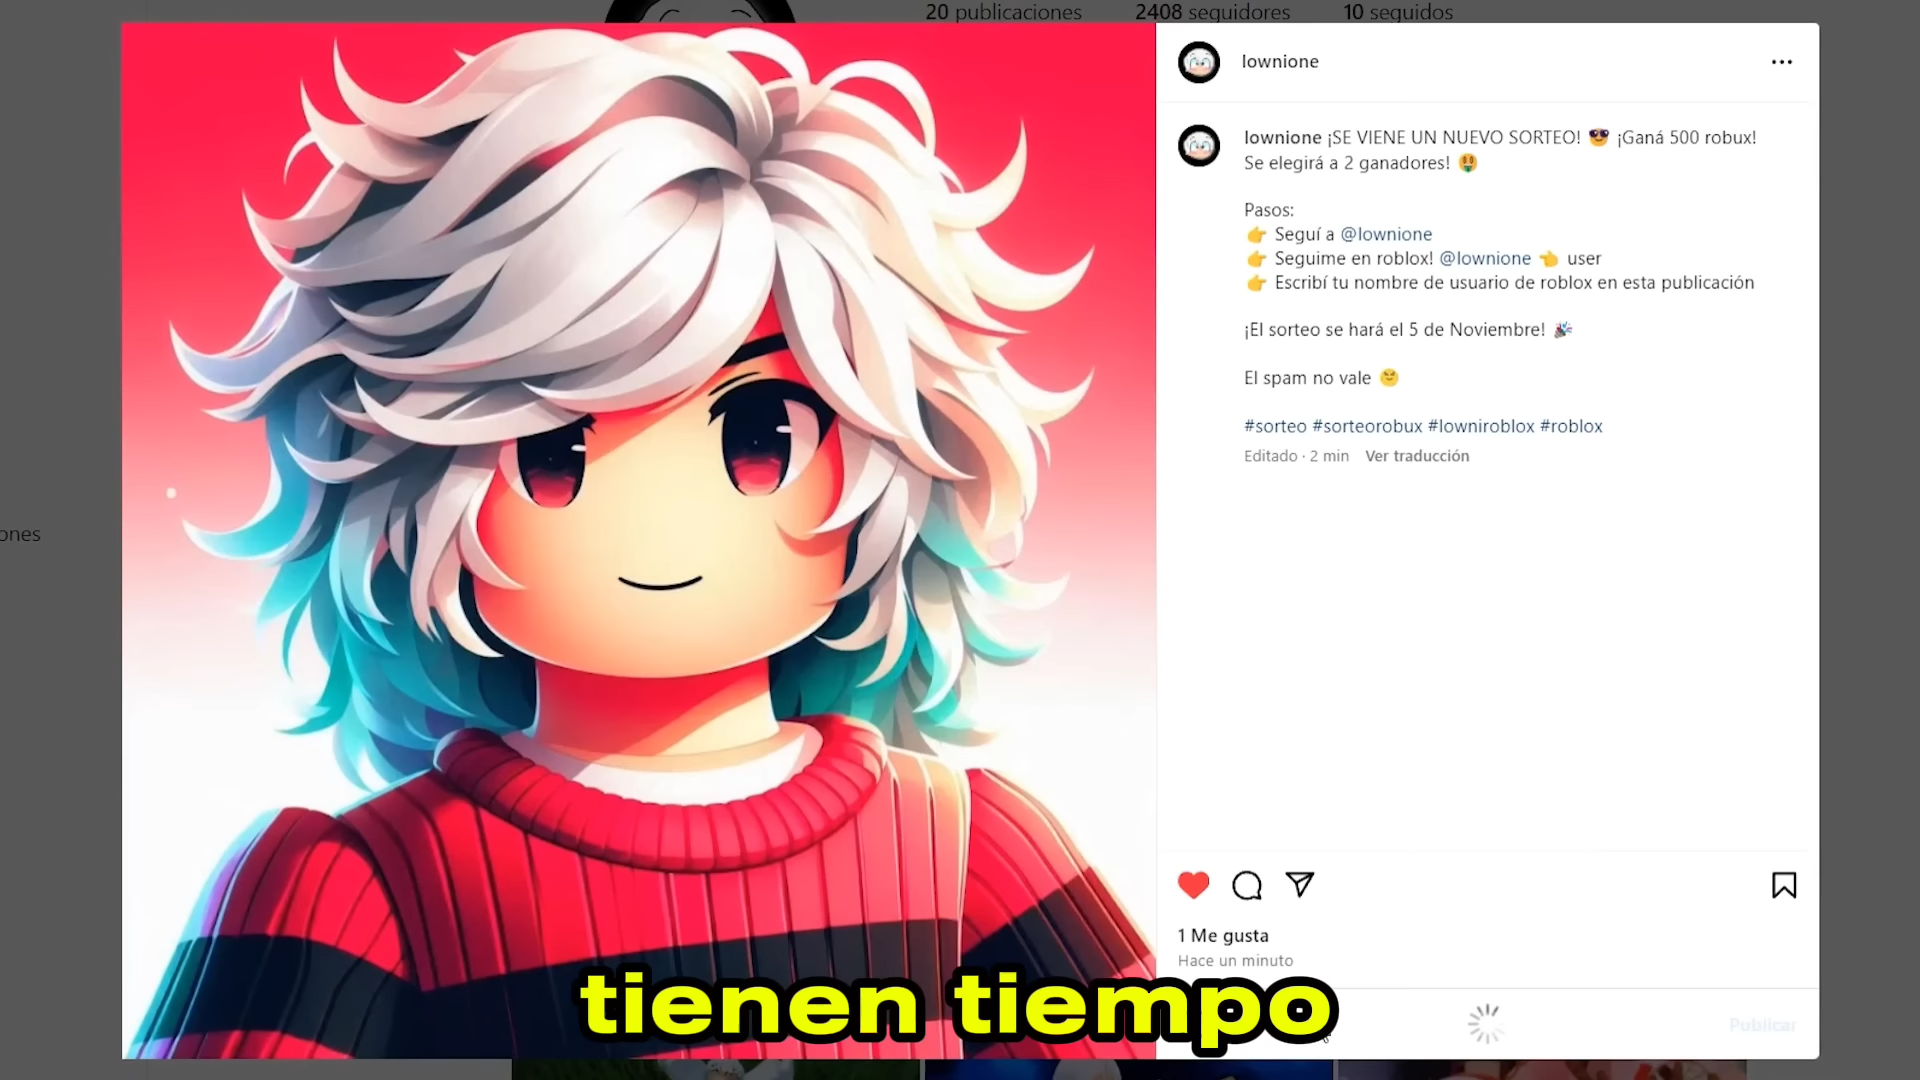 20 publicaciones 2408 seguidores 10 seguidos
lownione
lownione ¡SE VIENE UN NUEVO SORTEO! 😎 ¡Ganá 500 robux!
Se elegirá a 2 ganadores! 🤑
Pasos:
👉 Seguí a @lownione
👉 Seguime en roblox! @lownione 👈 user
👉 Escribí tu nombre de usuario de roblox en esta publicación
¡El sorteo se hará el 5 de Noviembre! 🎉
El spam no vale 😠
#sorteo #sorteorobux #lowniroblox #roblox
Editado · 2 min Ver traducción
ones
1 Me gusta
Hace un minuto
tienen tiempo
Publicar